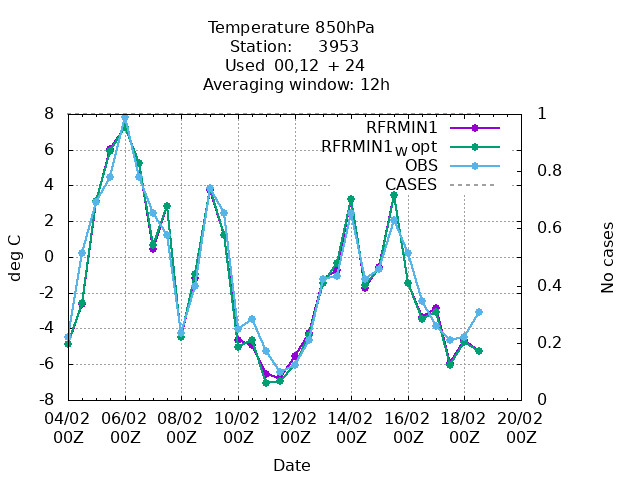 Temperature 850hPa
Station: 3953
Used 00,12 + 24
Averaging window: 12h
8 1
RFRMIN1
6
RFRMIN1W opt
OBS
0.8
4 CASES
2
0.6
deg C
No cases
0
-2 0.4
-4
0.2
-6
-8 0
04/02 06/02 08/02 10/02 12/02 14/02 16/02 18/02 20/02
00Z 00Z 00Z 00Z 00Z 00Z 00Z 00Z 00Z
Date